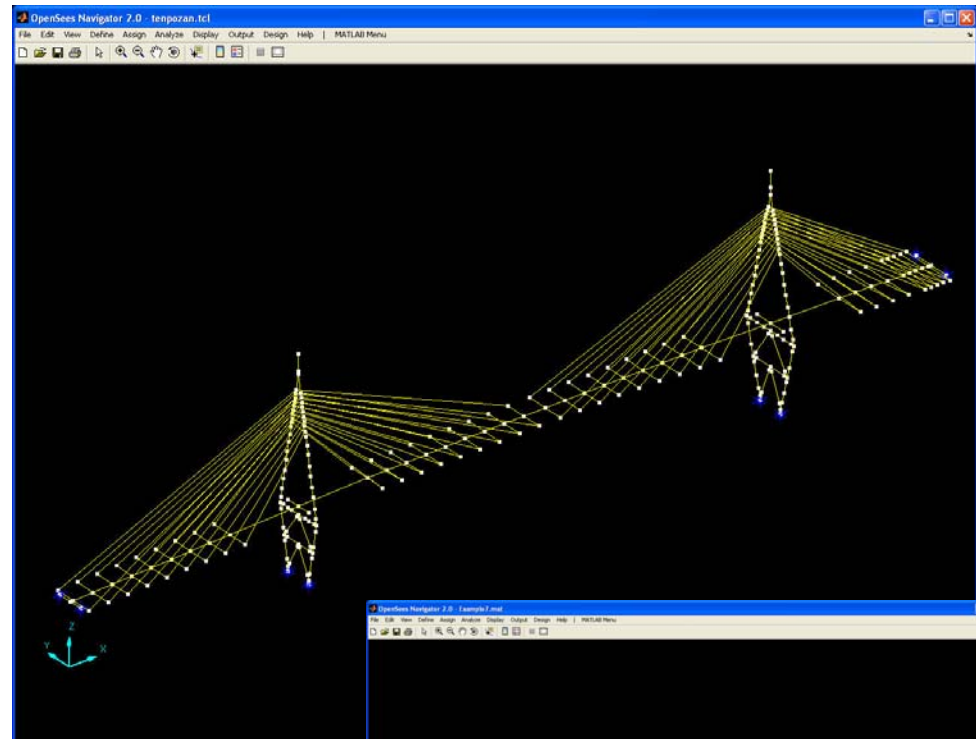 OpenSees Navigator 2.0 - tenpozan.tcl
File Edit View Define Assign Analyze Display Output Design Help | MATLAB Menu
Z
Y
X
OpenSees Navigator 2.0 - Example7.mat
File Edit View Define Assign Analyze Display Output Design Help | MATLAB Menu